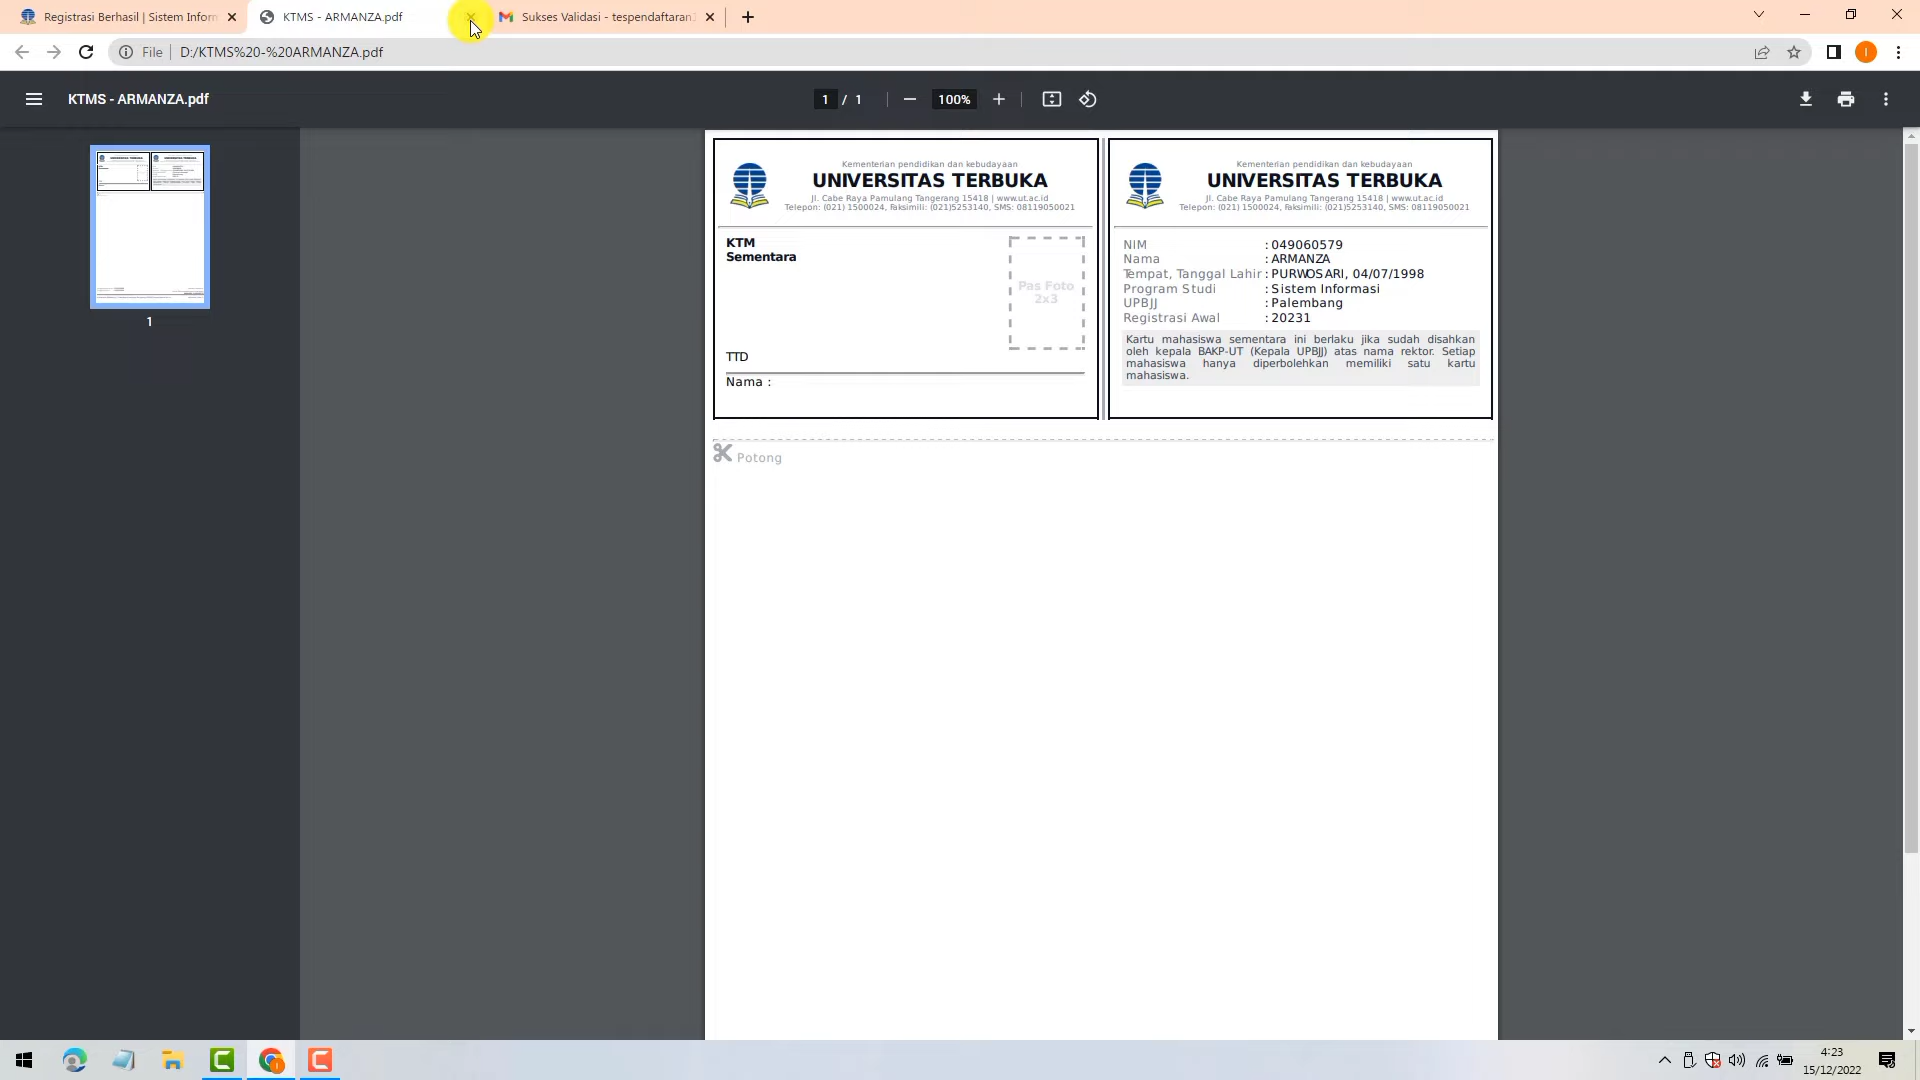 Registrasi Berhasil | Sistem Inform
KTMS - ARMANZA.pdf
Sukses Validasi - tespendaftaran
File
D:/KTMS%20-%20ARMANZA.pdf
KTMS - ARMANZA.pdf
1 / 1
100%
1
Kementerian pendidikan dan kebudayaan
UNIVERSITAS TERBUKA
Jl. Cabe Raya Pamulang Tangerang 15418 | www.ut.ac.id
Telepon: (021) 1500024, Faksimili: (021)5253140, SMS: 08119050021
KTM
Sementara
Pas Foto
2x3
TTD
Nama :
Kementerian pendidikan dan kebudayaan
UNIVERSITAS TERBUKA
Jl. Cabe Raya Pamulang Tangerang 15418 | www.ut.ac.id
Telepon: (021) 1500024, Faksimili: (021)5253140, SMS: 08119050021
NIM : 049060579
Nama : ARMANZA
Tempat, Tanggal Lahir : PURWOSARI, 04/07/1998
Program Studi : Sistem Informasi
UPBJJ : Palembang
Registrasi Awal : 20231
Kartu mahasiswa sementara ini berlaku jika sudah disahkan
oleh kepala BAKP-UT (Kepala UPBJJ) atas nama rektor. Setiap
mahasiswa hanya diperbolehkan memiliki satu kartu
mahasiswa.
Potong
4:23
15/12/2022